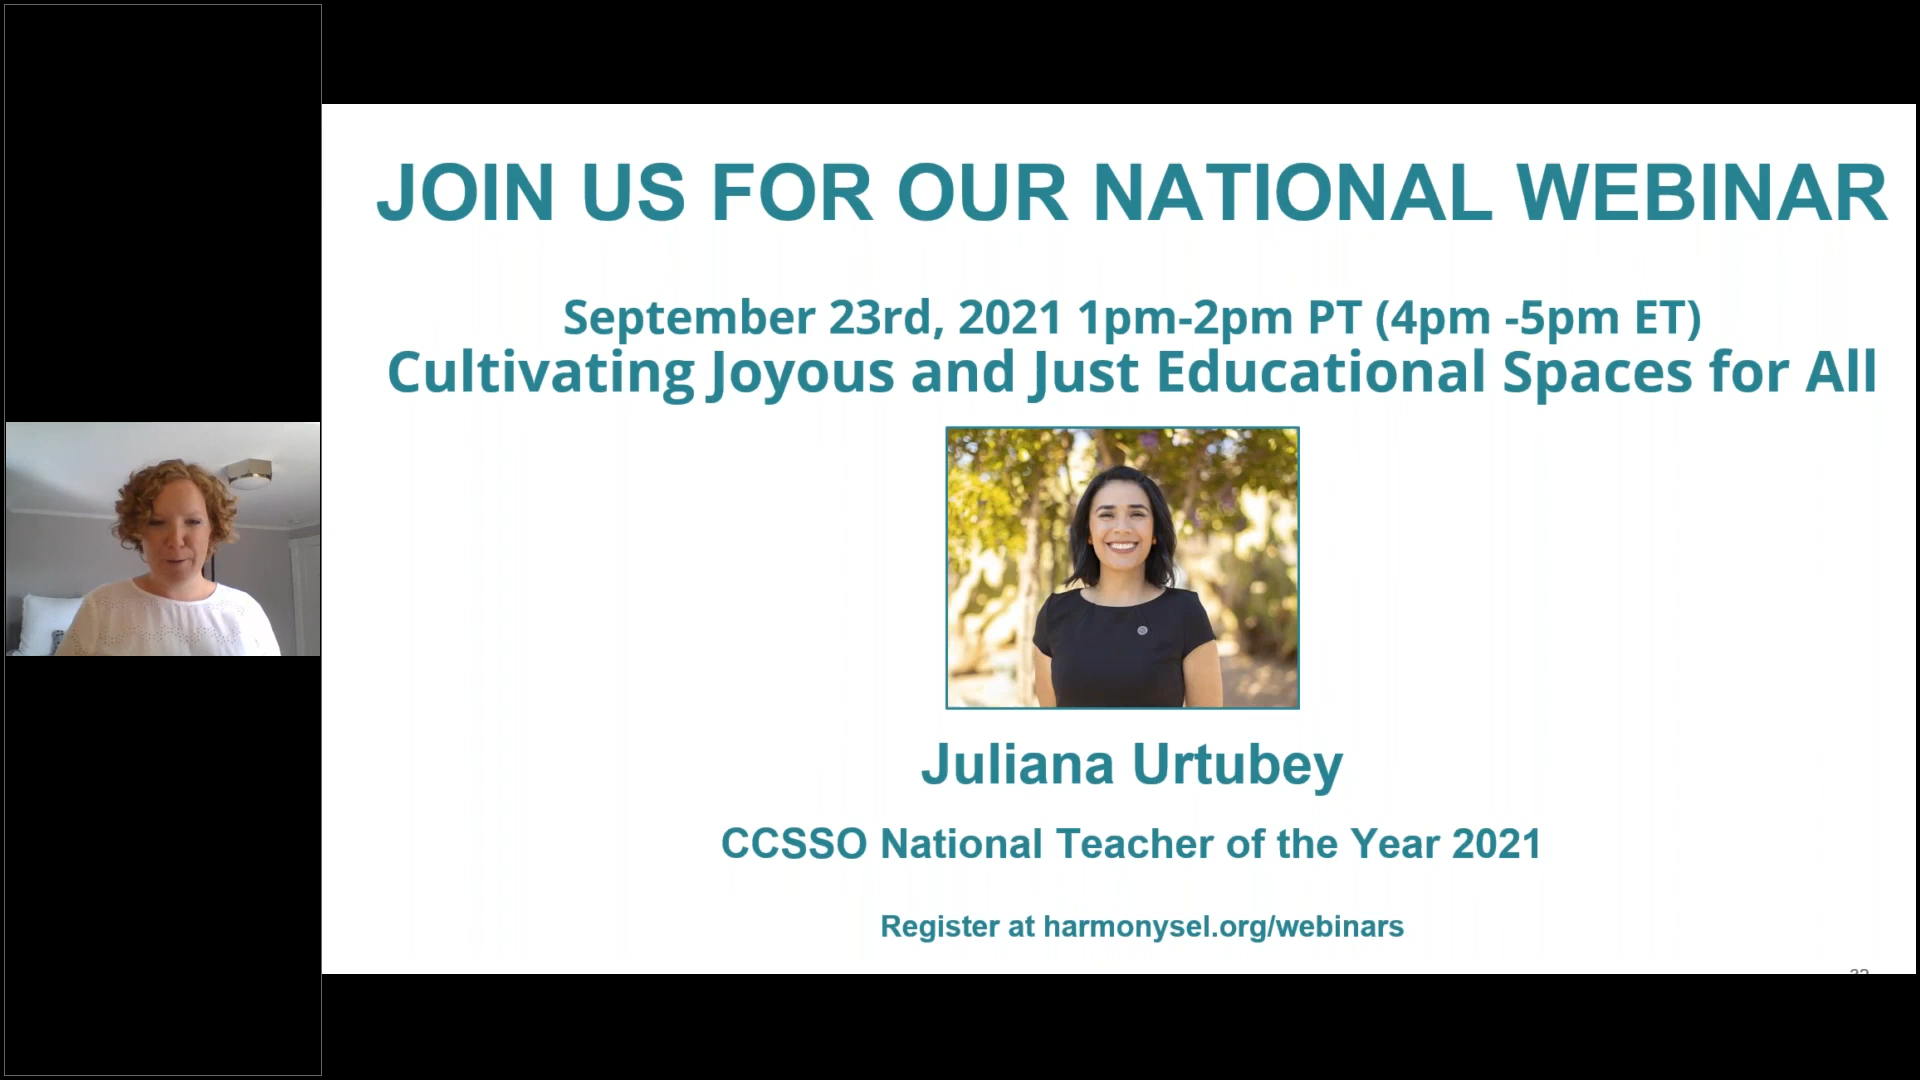 JOIN US FOR OUR NATIONAL WEBINAR
September 23rd, 2021 1pm-2pm PT (4pm -5pm ET)
Cultivating Joyous and Just Educational Spaces for All
Juliana Urtubey
CCSSO National Teacher of the Year 2021
Register at harmonysel.org/webinars